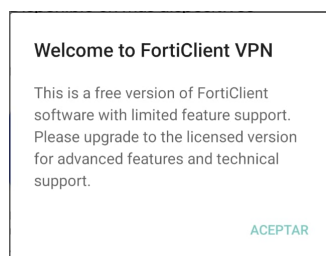 Welcome to FortiClient VPN
This is a free version of FortiClient
software with limited feature support.
Please upgrade to the licensed version
for advanced features and technical
support.
ACEPTAR